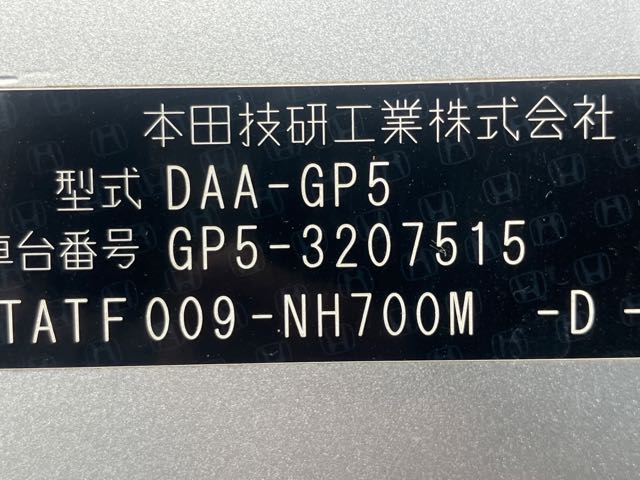 本田技研工業株式会社
型式 DAA-GP5
車台番号 GP5-3207515
TATF009-NH700M -D-